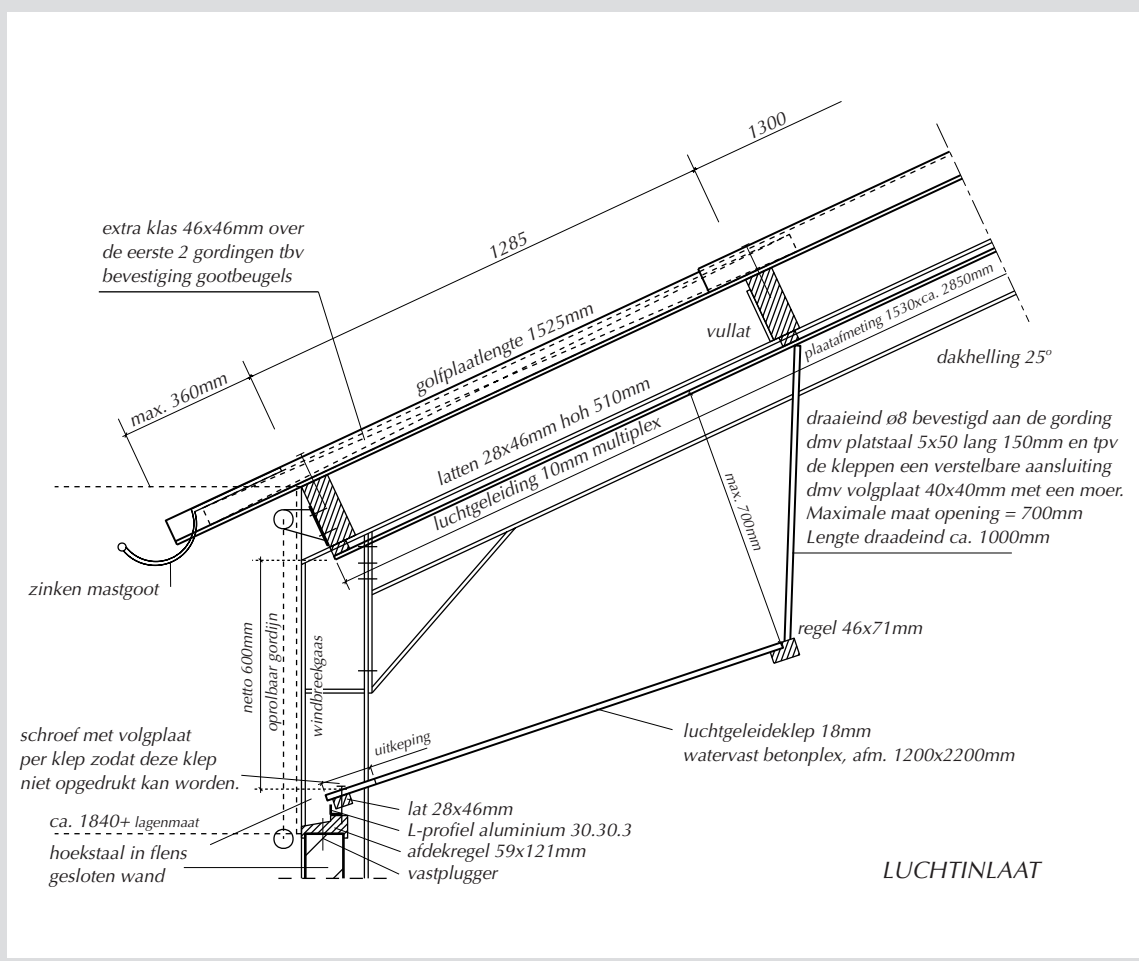 1300
extra klas 46x46mm over
de eerste 2 gordingen tbv
bevestiging gootbeugels
1285
golfplaatlengte 1525mm
vullat
plaatafmeting 1530xca. 2850mm
dakhelling 25°
max. 360mm
latten 28x46mm hoh 510mm
luchtgeleiding 10mm multiplex
draaieind ø8 bevestigd aan de gording
dmv platstaal 5x50 lang 150mm en tpv
de kleppen een verstelbare aansluiting
dmv volgplaat 40x40mm met een moer.
Maximale maat opening = 700mm
Lengte draadeind ca. 1000mm
max. 700mm
zinken mastgoot
netto 600mm
oprolbaar gordijn
windbreekgaas
regel 46x71mm
schroef met volgplaat
per klep zodat deze klep
niet opgedrukt kan worden.
uitkeping
luchtgeleideklep 18mm
watervast betonplex, afm. 1200x2200mm
ca. 1840+ lagenmaat
hoekstaal in flens
gesloten wand
lat 28x46mm
L-profiel aluminium 30.30.3
afdekregel 59x121mm
vastplugger
LUCHTINLAAT